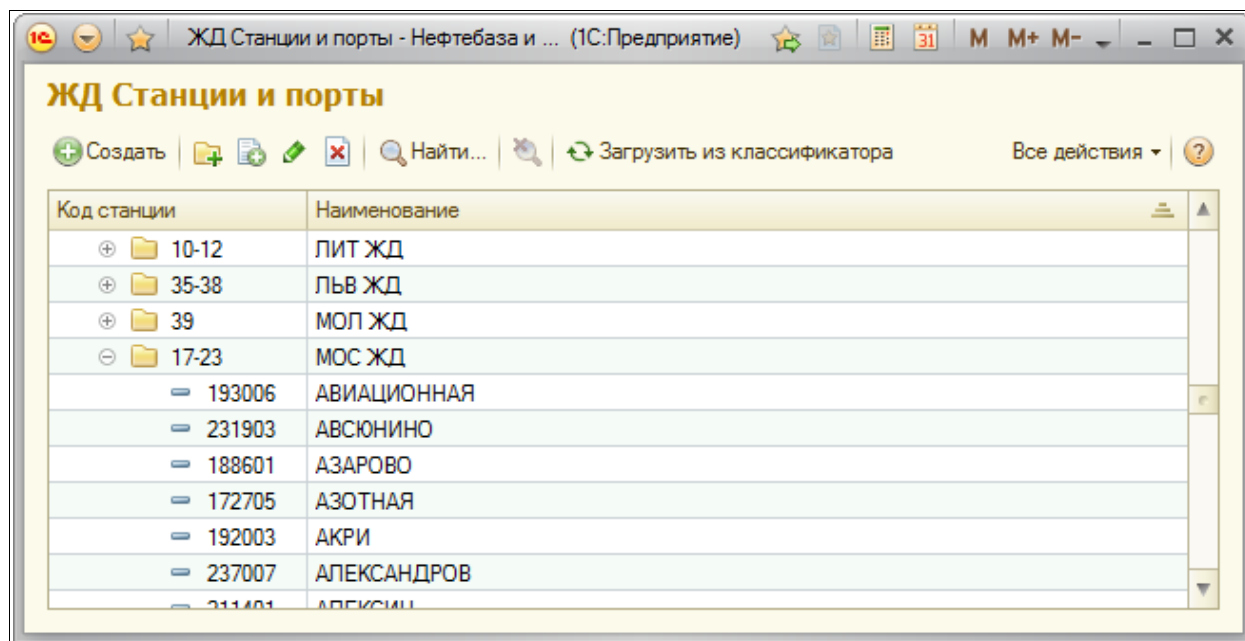 1С ЖД Станции и порты - Нефтебаза и ... (1С:Предприятие) 31 M M+ M-
ЖД Станции и порты
Создать Найти... Загрузить из классификатора Все действия ?
Код станции Наименование
10-12 ЛИТ ЖД
35-38 ЛЬВ ЖД
39 МОЛ ЖД
17-23 МОС ЖД
193006 АВИАЦИОННАЯ
231903 АВСЮНИНО
188601 АЗАРОВО
172705 АЗОТНАЯ
192003 АКРИ
237007 АЛЕКСАНДРОВ